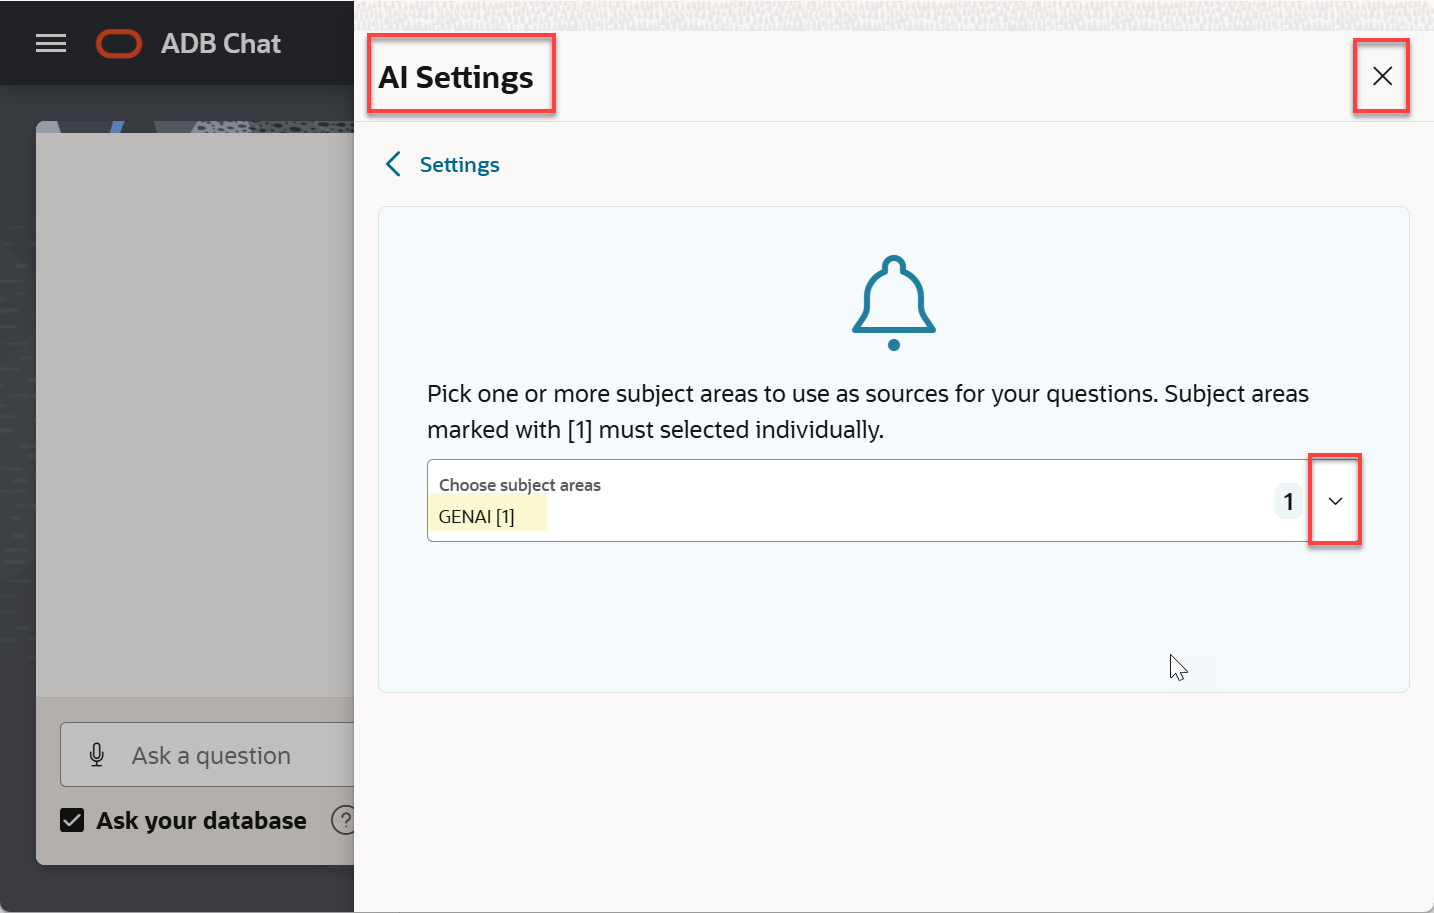 ADB Chat
AI Settings
Settings
Pick one or more subject areas to use as sources for your questions. Subject areas
marked with [1] must selected individually.
Choose subject areas
GENAI [1]
1
Ask a question
Ask your database
?